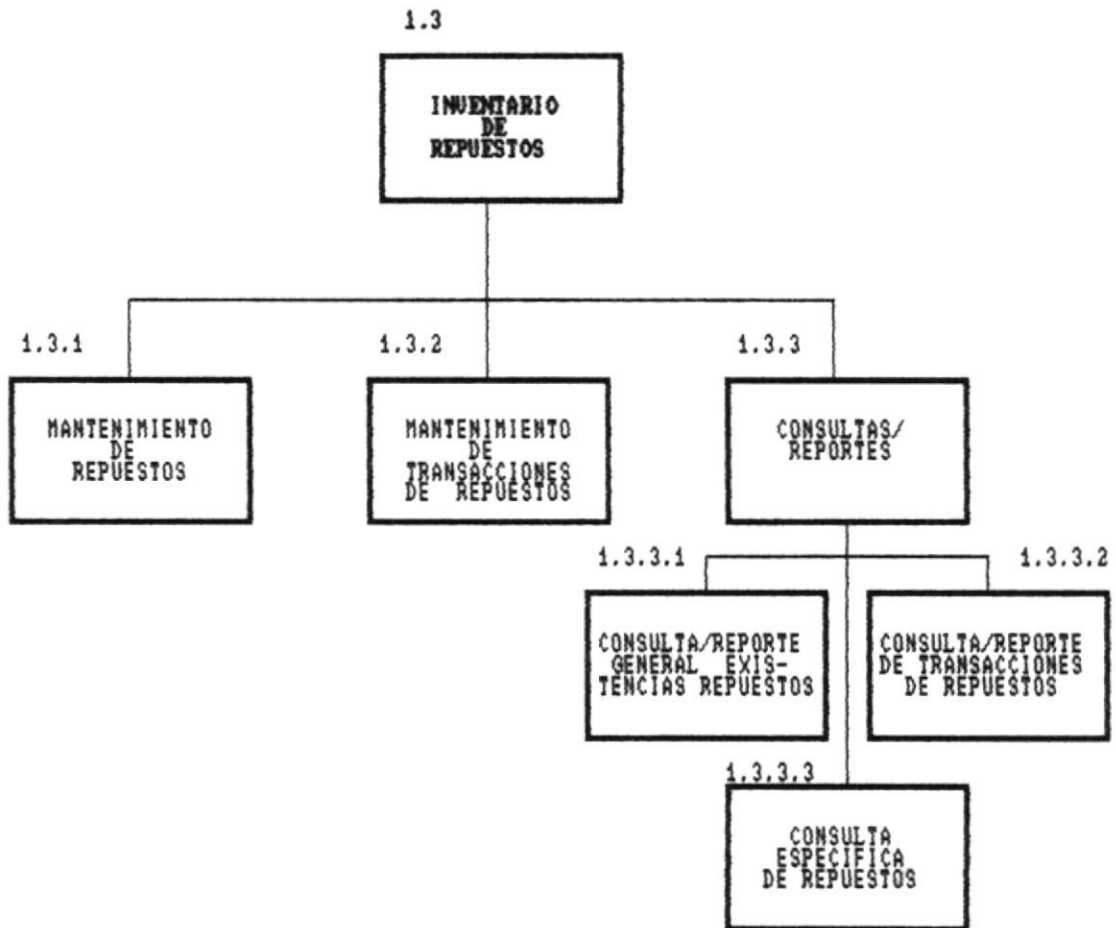 1.3
INVENTARIO
DE
REPUESTOS
1.3.1
MANTENIMIENTO
DE
REPUESTOS
1.3.2
MANTENIMIENTO
DE
TRANSACCIONES
DE REPUESTOS
1.3.3
CONSULTAS/
REPORTES
1.3.3.1
CONSULTA/REPORTE
GENERAL EXIS-
TENCIAS REPUESTOS
1.3.3.2
CONSULTA/REPORTE
DE TRANSACCIONES
DE REPUESTOS
1.3.3.3
CONSULTA
ESPECIFICA
DE REPUESTOS